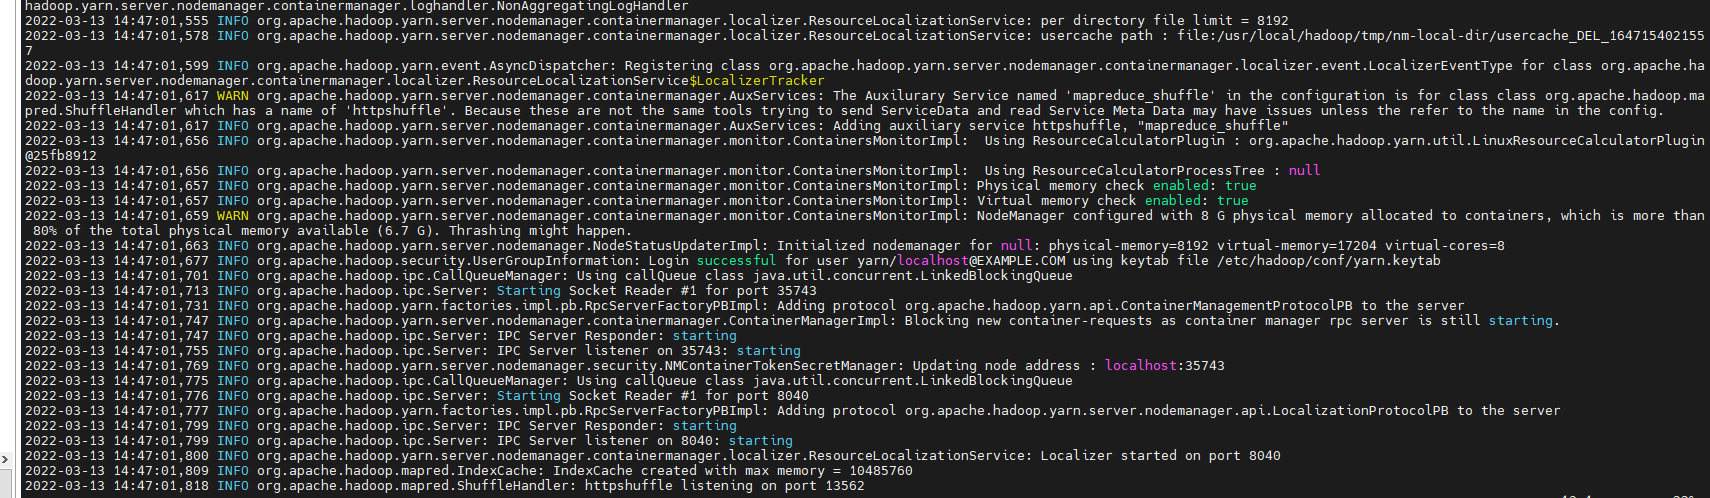 hadoop.yarn.server.nodemanager.containermanager.loghandler.NonAggregatingLogHandler
2022-03-13 14:47:01,555 INFO org.apache.hadoop.yarn.server.nodemanager.containermanager.localizer.ResourceLocalizationService: per directory file limit = 8192
2022-03-13 14:47:01,578 INFO org.apache.hadoop.yarn.server.nodemanager.containermanager.localizer.ResourceLocalizationService: usercache path : file:/usr/local/hadoop/tmp/nm-local-dir/usercache_DEL_164715402155
7
2022-03-13 14:47:01,599 INFO org.apache.hadoop.yarn.event.AsyncDispatcher: Registering class org.apache.hadoop.yarn.server.nodemanager.containermanager.localizer.event.LocalizerEventType for class org.apache.ha
doop.yarn.server.nodemanager.containermanager.localizer.ResourceLocalizationService$LocalizerTracker
2022-03-13 14:47:01,617 WARN org.apache.hadoop.yarn.server.nodemanager.containermanager.AuxServices: The Auxilurary Service named 'mapreduce_shuffle' in the configuration is for class class org.apache.hadoop.ma
pred.ShuffleHandler which has a name of 'httpshuffle'. Because these are not the same tools trying to send ServiceData and read Service Meta Data may have issues unless the refer to the name in the config.
2022-03-13 14:47:01,617 INFO org.apache.hadoop.yarn.server.nodemanager.containermanager.AuxServices: Adding auxiliary service httpshuffle, "mapreduce_shuffle"
2022-03-13 14:47:01,656 INFO org.apache.hadoop.yarn.server.nodemanager.containermanager.monitor.ContainersMonitorImpl:  Using ResourceCalculatorPlugin : org.apache.hadoop.yarn.util.LinuxResourceCalculatorPlugin
@25fb8912
2022-03-13 14:47:01,656 INFO org.apache.hadoop.yarn.server.nodemanager.containermanager.monitor.ContainersMonitorImpl:  Using ResourceCalculatorProcessTree : null
2022-03-13 14:47:01,657 INFO org.apache.hadoop.yarn.server.nodemanager.containermanager.monitor.ContainersMonitorImpl: Physical memory check enabled: true
2022-03-13 14:47:01,657 INFO org.apache.hadoop.yarn.server.nodemanager.containermanager.monitor.ContainersMonitorImpl: Virtual memory check enabled: true
2022-03-13 14:47:01,659 WARN org.apache.hadoop.yarn.server.nodemanager.containermanager.monitor.ContainersMonitorImpl: NodeManager configured with 8 G physical memory allocated to containers, which is more than
80% of the total physical memory available (6.7 G). Thrashing might happen.
2022-03-13 14:47:01,663 INFO org.apache.hadoop.yarn.server.nodemanager.NodeStatusUpdaterImpl: Initialized nodemanager for null: physical-memory=8192 virtual-memory=17204 virtual-cores=8
2022-03-13 14:47:01,677 INFO org.apache.hadoop.security.UserGroupInformation: Login successful for user yarn/localhost@EXAMPLE.COM using keytab file /etc/hadoop/conf/yarn.keytab
2022-03-13 14:47:01,701 INFO org.apache.hadoop.ipc.CallQueueManager: Using callQueue class java.util.concurrent.LinkedBlockingQueue
2022-03-13 14:47:01,713 INFO org.apache.hadoop.ipc.Server: Starting Socket Reader #1 for port 35743
2022-03-13 14:47:01,731 INFO org.apache.hadoop.yarn.factories.impl.pb.RpcServerFactoryPBImpl: Adding protocol org.apache.hadoop.yarn.api.ContainerManagementProtocolPB to the server
2022-03-13 14:47:01,747 INFO org.apache.hadoop.yarn.server.nodemanager.containermanager.ContainerManagerImpl: Blocking new container-requests as container manager rpc server is still starting.
2022-03-13 14:47:01,747 INFO org.apache.hadoop.ipc.Server: IPC Server Responder: starting
2022-03-13 14:47:01,755 INFO org.apache.hadoop.ipc.Server: IPC Server listener on 35743: starting
2022-03-13 14:47:01,769 INFO org.apache.hadoop.yarn.server.nodemanager.security.NMContainerTokenSecretManager: Updating node address : localhost:35743
2022-03-13 14:47:01,775 INFO org.apache.hadoop.ipc.CallQueueManager: Using callQueue class java.util.concurrent.LinkedBlockingQueue
2022-03-13 14:47:01,776 INFO org.apache.hadoop.ipc.Server: Starting Socket Reader #1 for port 8040
2022-03-13 14:47:01,777 INFO org.apache.hadoop.yarn.factories.impl.pb.RpcServerFactoryPBImpl: Adding protocol org.apache.hadoop.yarn.server.nodemanager.api.LocalizationProtocolPB to the server
2022-03-13 14:47:01,799 INFO org.apache.hadoop.ipc.Server: IPC Server Responder: starting
2022-03-13 14:47:01,799 INFO org.apache.hadoop.ipc.Server: IPC Server listener on 8040: starting
2022-03-13 14:47:01,800 INFO org.apache.hadoop.yarn.server.nodemanager.containermanager.localizer.ResourceLocalizationService: Localizer started on port 8040
2022-03-13 14:47:01,809 INFO org.apache.hadoop.mapred.IndexCache: IndexCache created with max memory = 10485760
2022-03-13 14:47:01,818 INFO org.apache.hadoop.mapred.ShuffleHandler: httpshuffle listening on port 13562